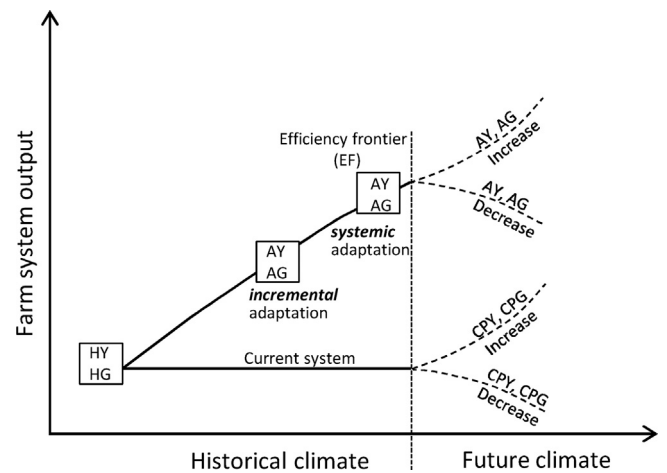 Farm system output
Efficiency frontier
(EF)
AY
AG
systemic
adaptation
AY
AG
incremental
adaptation
HY
HG
Current system
AY, AG
Increase
AY, AG
Decrease
CPY, CPG
Increase
CPY, CPG
Decrease
Historical climate
Future climate